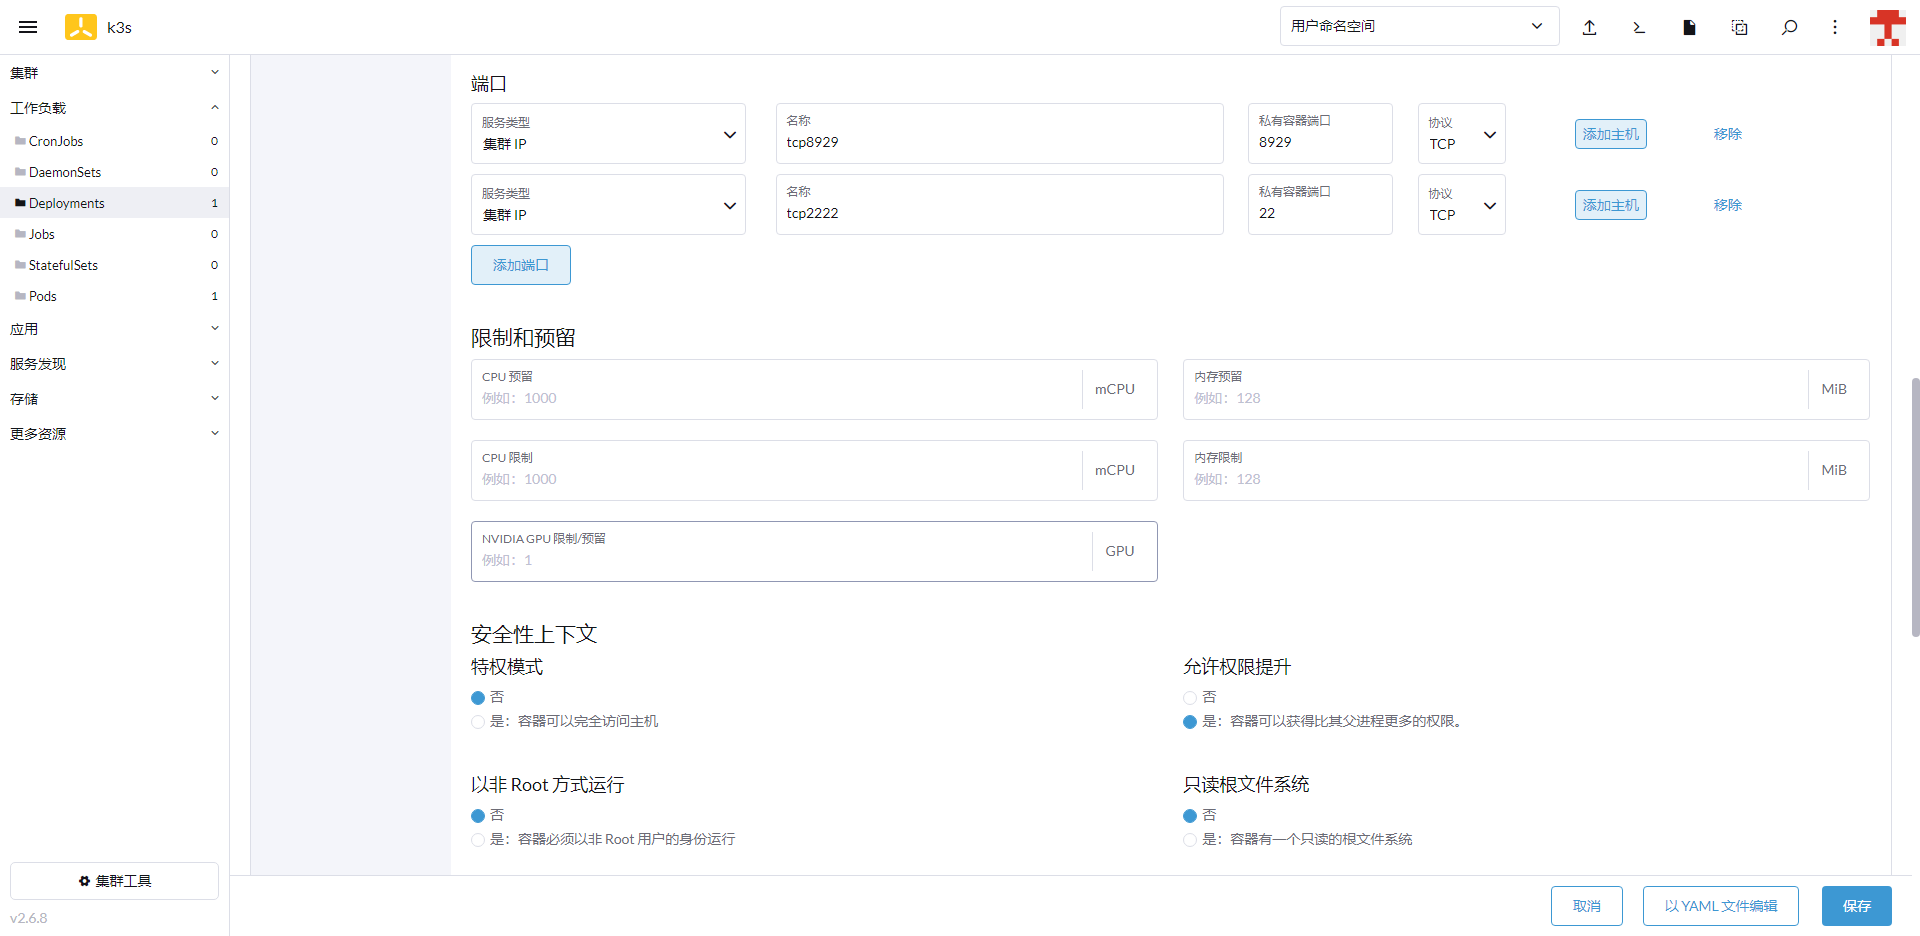 k3s
用户命名空间
集群
工作负载
CronJobs 0
DaemonSets 0
Deployments 1
Jobs 0
StatefulSets 0
Pods 1
应用
服务发现
存储
更多资源
集群工具
v2.6.8
端口
服务类型 名称 私有容器端口 协议
集群 IP tcp8929 8929 TCP 添加主机 移除
服务类型 名称 私有容器端口 协议
集群 IP tcp2222 22 TCP 添加主机 移除
添加端口
限制和预留
CPU 预留 内存预留
例如：1000 mCPU 例如：128 MiB
CPU 限制 内存限制
例如：1000 mCPU 例如：128 MiB
NVIDIA GPU 限制/预留
例如：1 GPU
安全性上下文
特权模式
否
是：容器可以完全访问主机
允许权限提升
否
是：容器可以获得比其父进程更多的权限。
以非 Root 方式运行
否
是：容器必须以非 Root 用户的身份运行
只读根文件系统
否
是：容器有一个只读的根文件系统
取消 以 YAML 文件编辑 保存